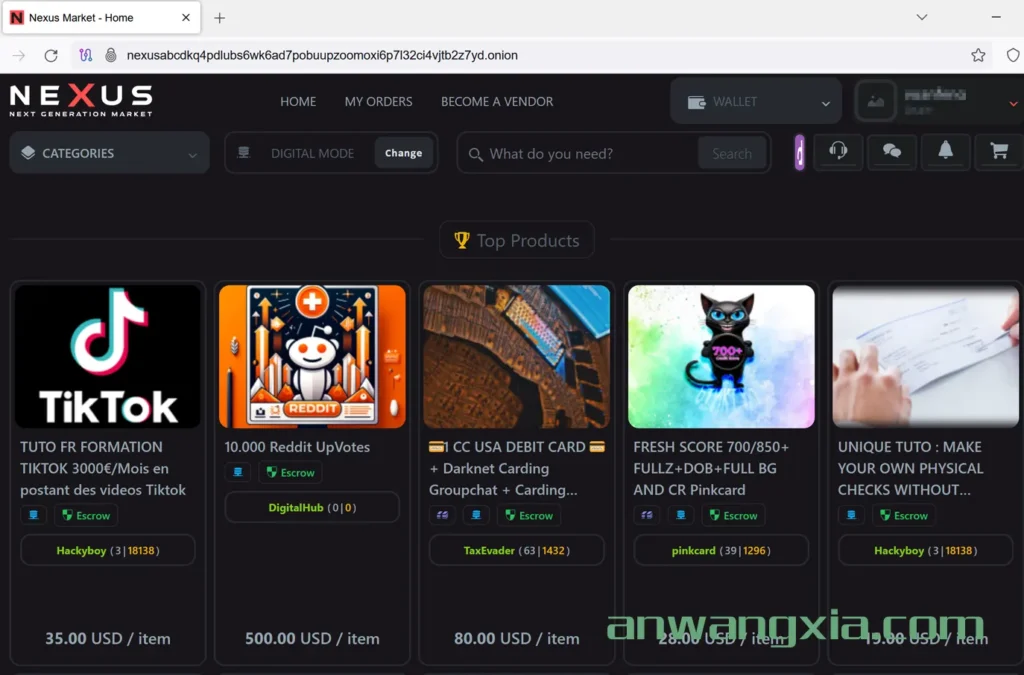 Nexus Market - Home
nexusabcdkq4pdlubs6wk6ad7pobuupzoomoxi6p7l32ci4vjtb2z7yd.onion
NEXUS
NEXT GENERATION MARKET
HOME MY ORDERS BECOME A VENDOR WALLET
CATEGORIES DIGITAL MODE Change What do you need? Search
Top Products
TikTok
TUTO FR FORMATION
TIKTOK 3000€/Mois en
postant des videos Tiktok
Escrow
Hackyboy (3|18138)
35.00 USD / item
REDDIT
10.000 Reddit UpVotes
Escrow
DigitalHub (0|0)
500.00 USD / item
💳1 CC USA DEBIT CARD 💳
+ Darknet Carding
Groupchat + Carding...
Escrow
TaxEvader (63|1432)
80.00 USD / item
700+
FRESH SCORE 700/850+
FULLZ+DOB+FULL BG
AND CR Pinkcard
Escrow
pinkcard (39|1296)
28.00 USD / item
UNIQUE TUTO : MAKE
YOUR OWN PHYSICAL
CHECKS WITHOUT...
Escrow
Hackyboy (3|18138)
15.00 USD / item
anwangxia.com